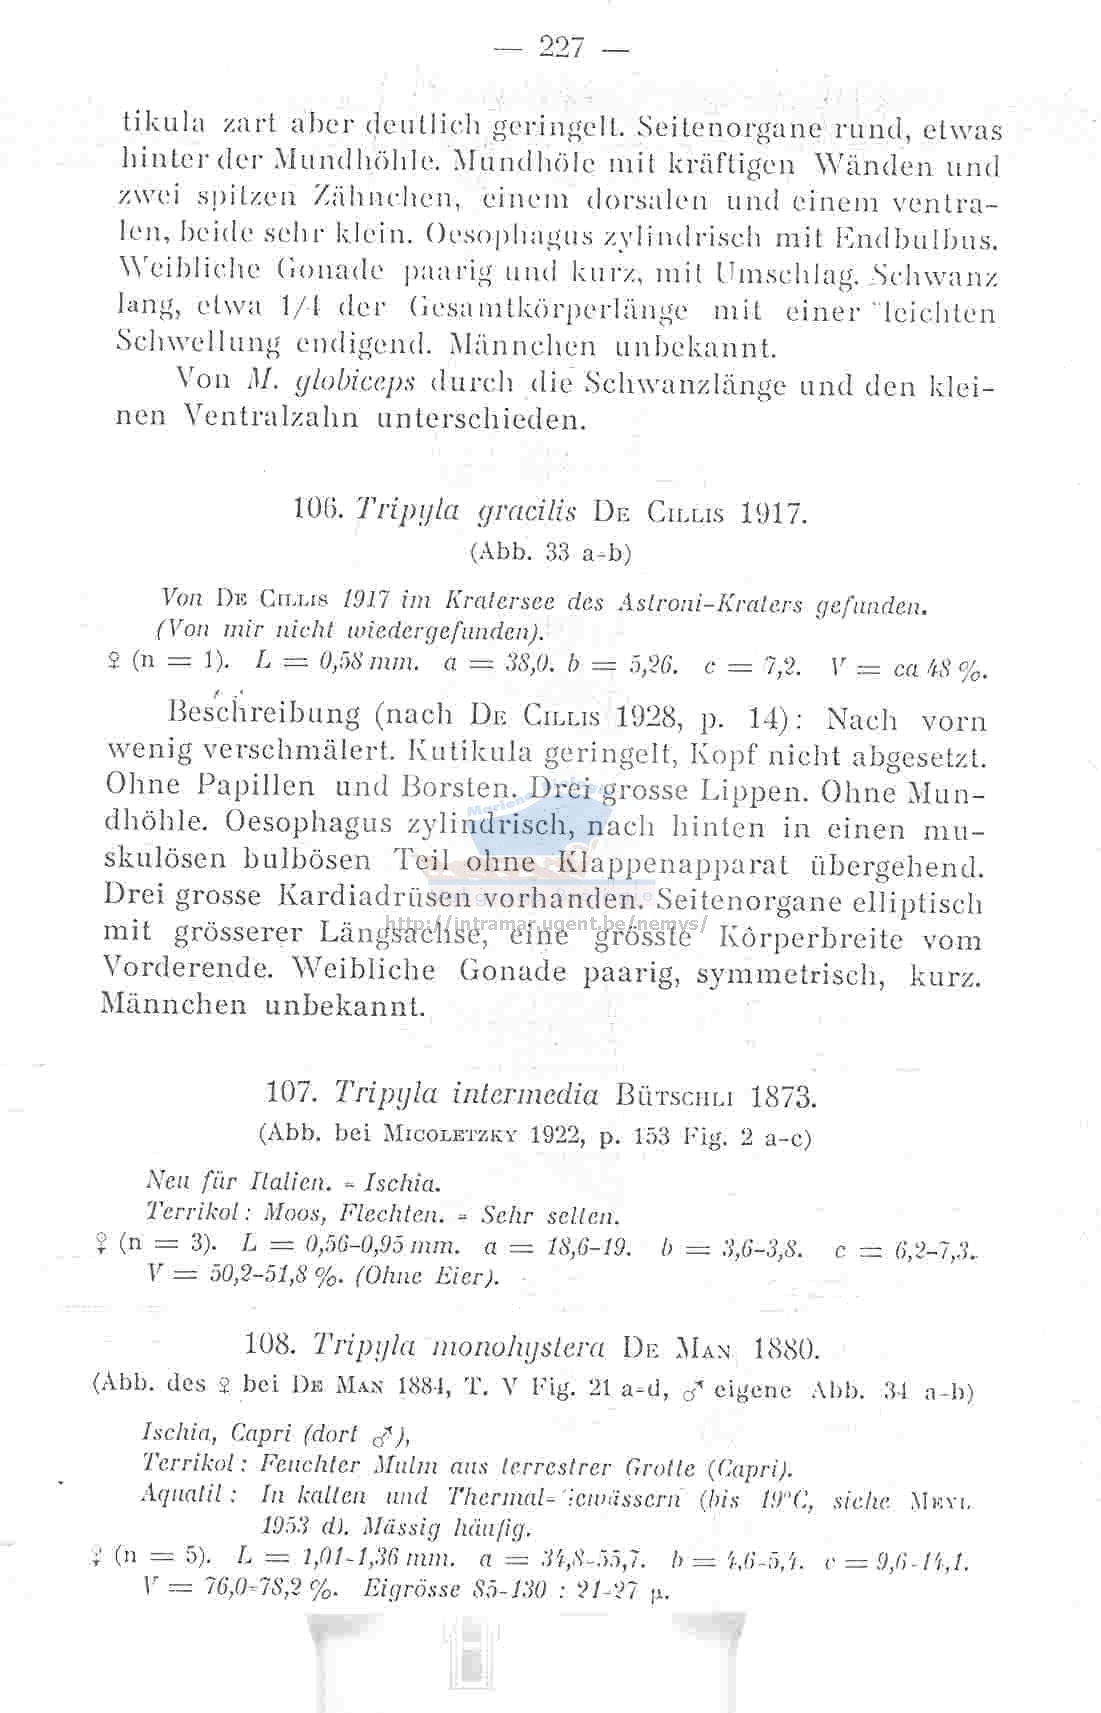 — 227 —
tikula zart aber deutlich geringelt. Seitenorgane rund, etwas
hinter der Mundhöhle. Mundhöle mit kräftigen Wänden und
zwei spitzen Zähnchen, einem dorsalen und einem ventra-
len, beide sehr klein. Oesophagus zylindrisch mit Endbulbus.
Weibliche Gonade paarig und kurz, mit Umschlag. Schwanz
lang, etwa 1/4 der Gesamtkörperlänge mit einer leichten
Schwellung endigend. Männchen unbekannt.
Von M. globiceps durch die Schwanzlänge und den klei-
nen Ventralzahn unterschieden.
106. Tripyla gracilis De Cillis 1917.
(Abb. 33 a-b)
Von De Cillis 1917 im Kratersee des Astroni-Kraters gefunden.
(Von mir nicht wiedergefunden).
♀ (n = 1). L = 0,58 mm. a = 38,0. b = 5,26. c = 7,2. V = ca 48 %.
Beschreibung (nach De Cillis 1928, p. 14): Nach vorn
wenig verschmälert. Kutikula geringelt, Kopf nicht abgesetzt.
Ohne Papillen und Borsten. Drei grosse Lippen. Ohne Mun-
dhöhle. Oesophagus zylindrisch, nach hinten in einen mu-
skulösen bulbösen Teil ohne Klappenapparat übergehend.
Drei grosse Kardiadrüsen vorhanden. Seitenorgane elliptisch
http://intramar.ugent.be/nemys/
mit grösserer Längsachse, eine grösste Körperbreite vom
Vorderende. Weibliche Gonade paarig, symmetrisch, kurz.
Männchen unbekannt.
107. Tripyla intermedia Bütschli 1873.
(Abb. bei Micoletzky 1922, p. 153 Fig. 2 a-c)
Neu für Italien. - Ischia.
Terrikol: Moos, Flechten. - Sehr selten.
♀ (n = 3). L = 0,56-0,95 mm. a = 18,6-19. b = 3,6-3,8. c = 6,2-7,3.
V = 50,2-51,8 %. (Ohne Eier).
108. Tripyla monohystera De Man 1880.
(Abb. des ♀ bei De Man 1884, T. V Fig. 21 a-d, ♂ eigene Abb. 34 a-b)
Ischia, Capri (dort ♂),
Terrikol: Feuchter Mulm aus terrestrer Grotte (Capri).
Aquatil: In kalten und Thermal-Gewässern (bis 19°C, siehe Meyl
1953 d). Mässig häufig.
♀ (n = 5). L = 1,01-1,36 mm. a = 34,8-55,7. b = 4,6-5,4. c = 9,6-14,1.
V = 76,0-78,2 %. Eigrösse 85-130 : 21-27 µ.